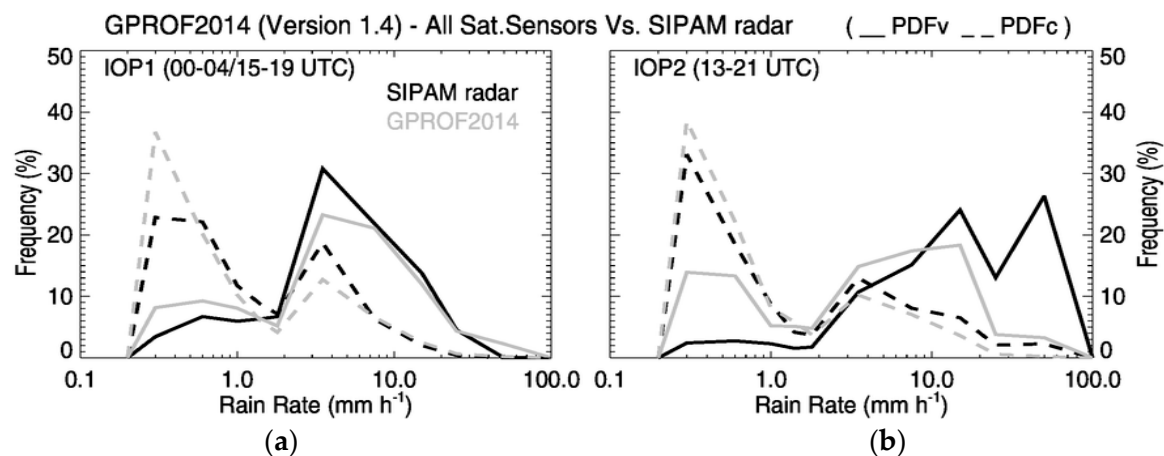 GPROF2014 (Version 1.4) - All Sat.Sensors Vs. SIPAM radar ( __ PDFv _ _ PDFc )
50 IOP1 (00-04/15-19 UTC) IOP2 (13-21 UTC) 50
SIPAM radar
GPROF2014
40 40
30 30
20 20
10 10
0 0
Frequency (%) Frequency (%)
0.1 1.0 10.0 100.0 0.1 1.0 10.0 100.0
Rain Rate (mm h⁻¹) Rain Rate (mm h⁻¹)
(a) (b)